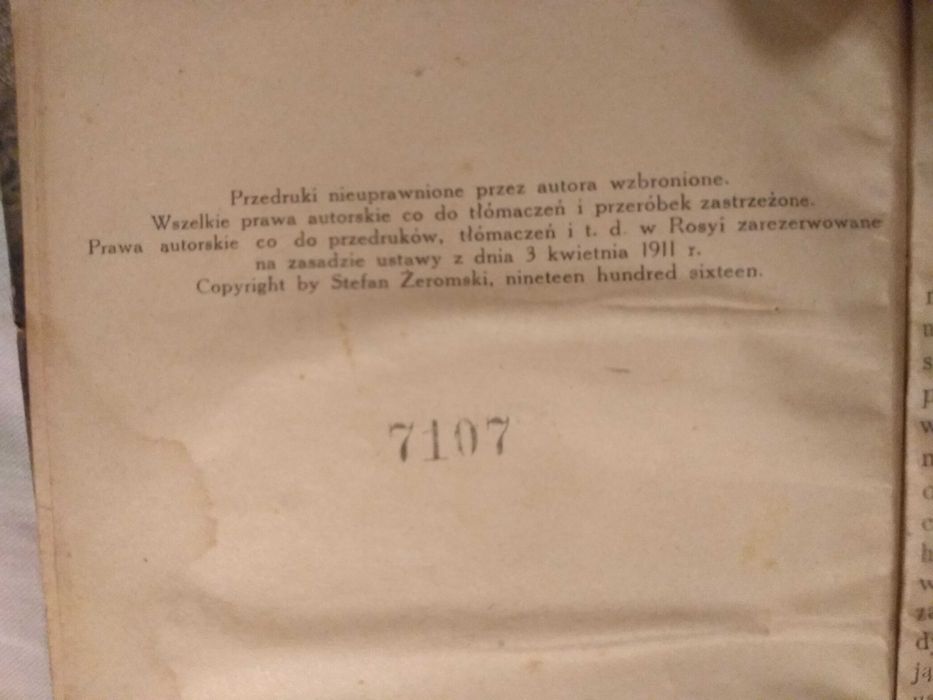 Przedruki nieuprawnione przez autora wzbronione.
Wszelkie prawa autorskie co do tłómaczeń i przeróbek zastrzeżone.
Prawa autorskie co do przedruków, tłómaczeń i t. d. w Rosyi zarezerwowane
na zasadzie ustawy z dnia 3 kwietnia 1911 r.
Copyright by Stefan Żeromski, nineteen hundred sixteen.
7107